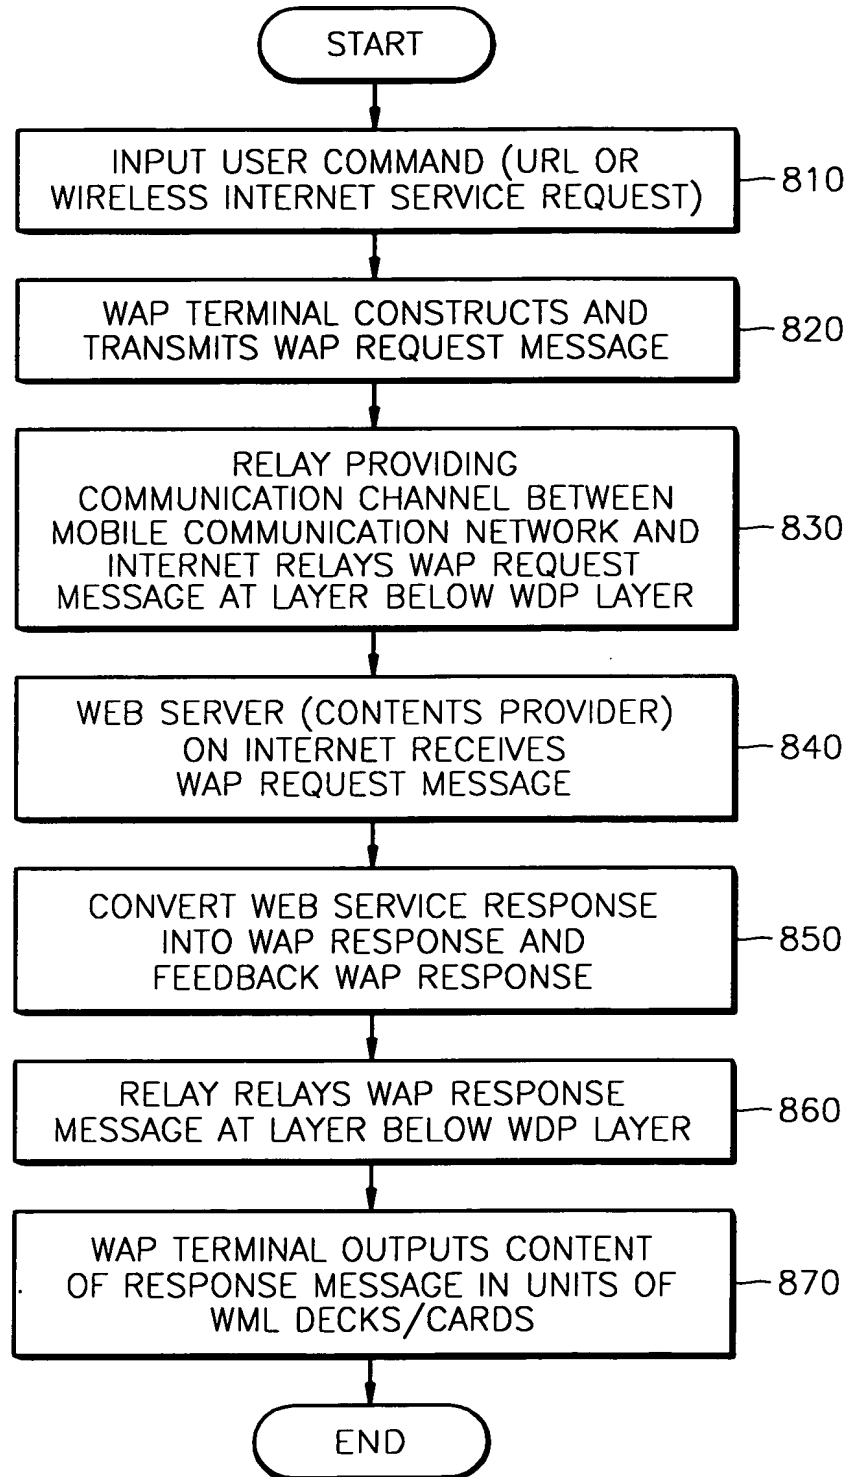 START
INPUT USER COMMAND (URL OR
WIRELESS INTERNET SERVICE REQUEST)
810
WAP TERMINAL CONSTRUCTS AND
TRANSMITS WAP REQUEST MESSAGE
820
RELAY PROVIDING
COMMUNICATION CHANNEL BETWEEN
MOBILE COMMUNICATION NETWORK AND
INTERNET RELAYS WAP REQUEST
MESSAGE AT LAYER BELOW WDP LAYER
830
WEB SERVER (CONTENTS PROVIDER)
ON INTERNET RECEIVES
WAP REQUEST MESSAGE
840
CONVERT WEB SERVICE RESPONSE
INTO WAP RESPONSE AND
FEEDBACK WAP RESPONSE
850
RELAY RELAYS WAP RESPONSE
MESSAGE AT LAYER BELOW WDP LAYER
860
WAP TERMINAL OUTPUTS CONTENT
OF RESPONSE MESSAGE IN UNITS OF
WML DECKS/CARDS
870
END